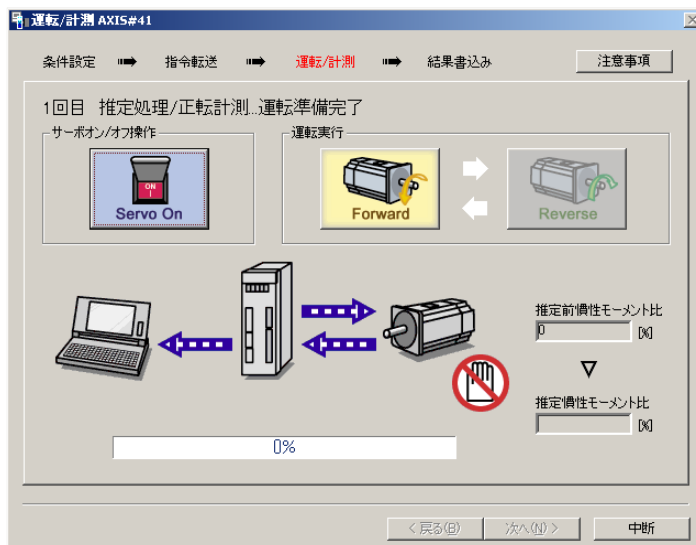 運転/計測 AXIS#41
条件設定 指令転送 運転/計測 結果書込み 注意事項
1回目 推定処理/正転計測...運転準備完了
サーボオン/オフ操作 運転実行
ON
I
Servo On Forward Reverse
推定前慣性モーメント比
0 [%]
推定慣性モーメント比
[%]
0%
< 戻る(B) 次へ(N) > 中断